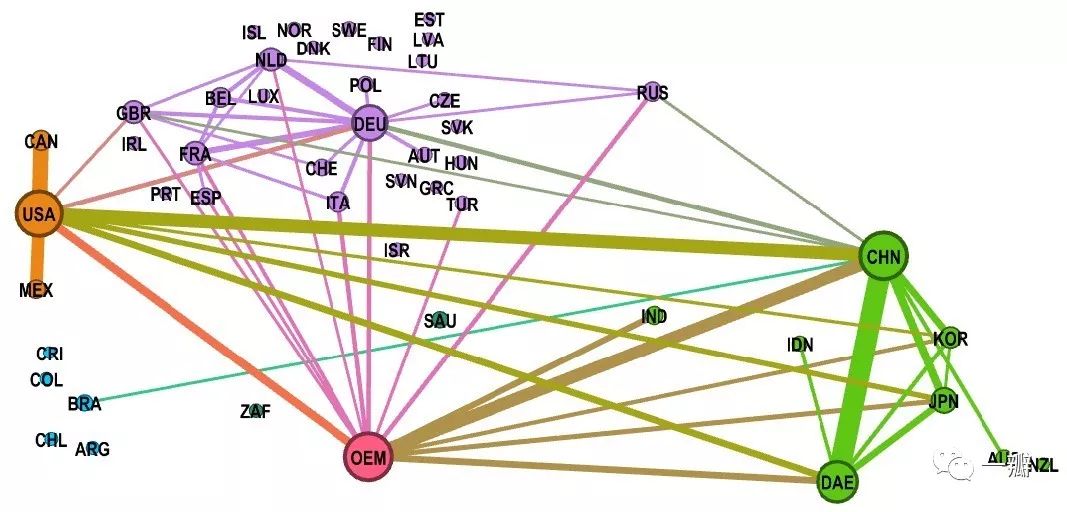 EST
ISL
NOR
SWE
DNK
FIN
LVA
NLD
LTU
POL
BEL
LUX
CZE
RUS
GBR
DEU
SVK
CAN
IRL
FRA
AUT
HUN
CHE
SVN
GRC
PRT
ESP
ITA
TUR
USA
ISR
CHN
MEX
SAU
IND
IDN
KOR
CRI
COL
BRA
ZAF
JPN
CHL
ARG
OEM
DAE
一瓣
NZL